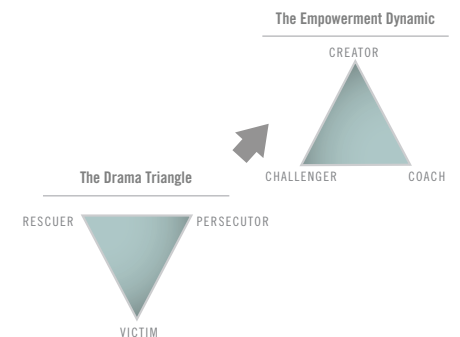 The Empowerment Dynamic
CREATOR
CHALLENGER COACH
The Drama Triangle
RESCUER PERSECUTOR
VICTIM